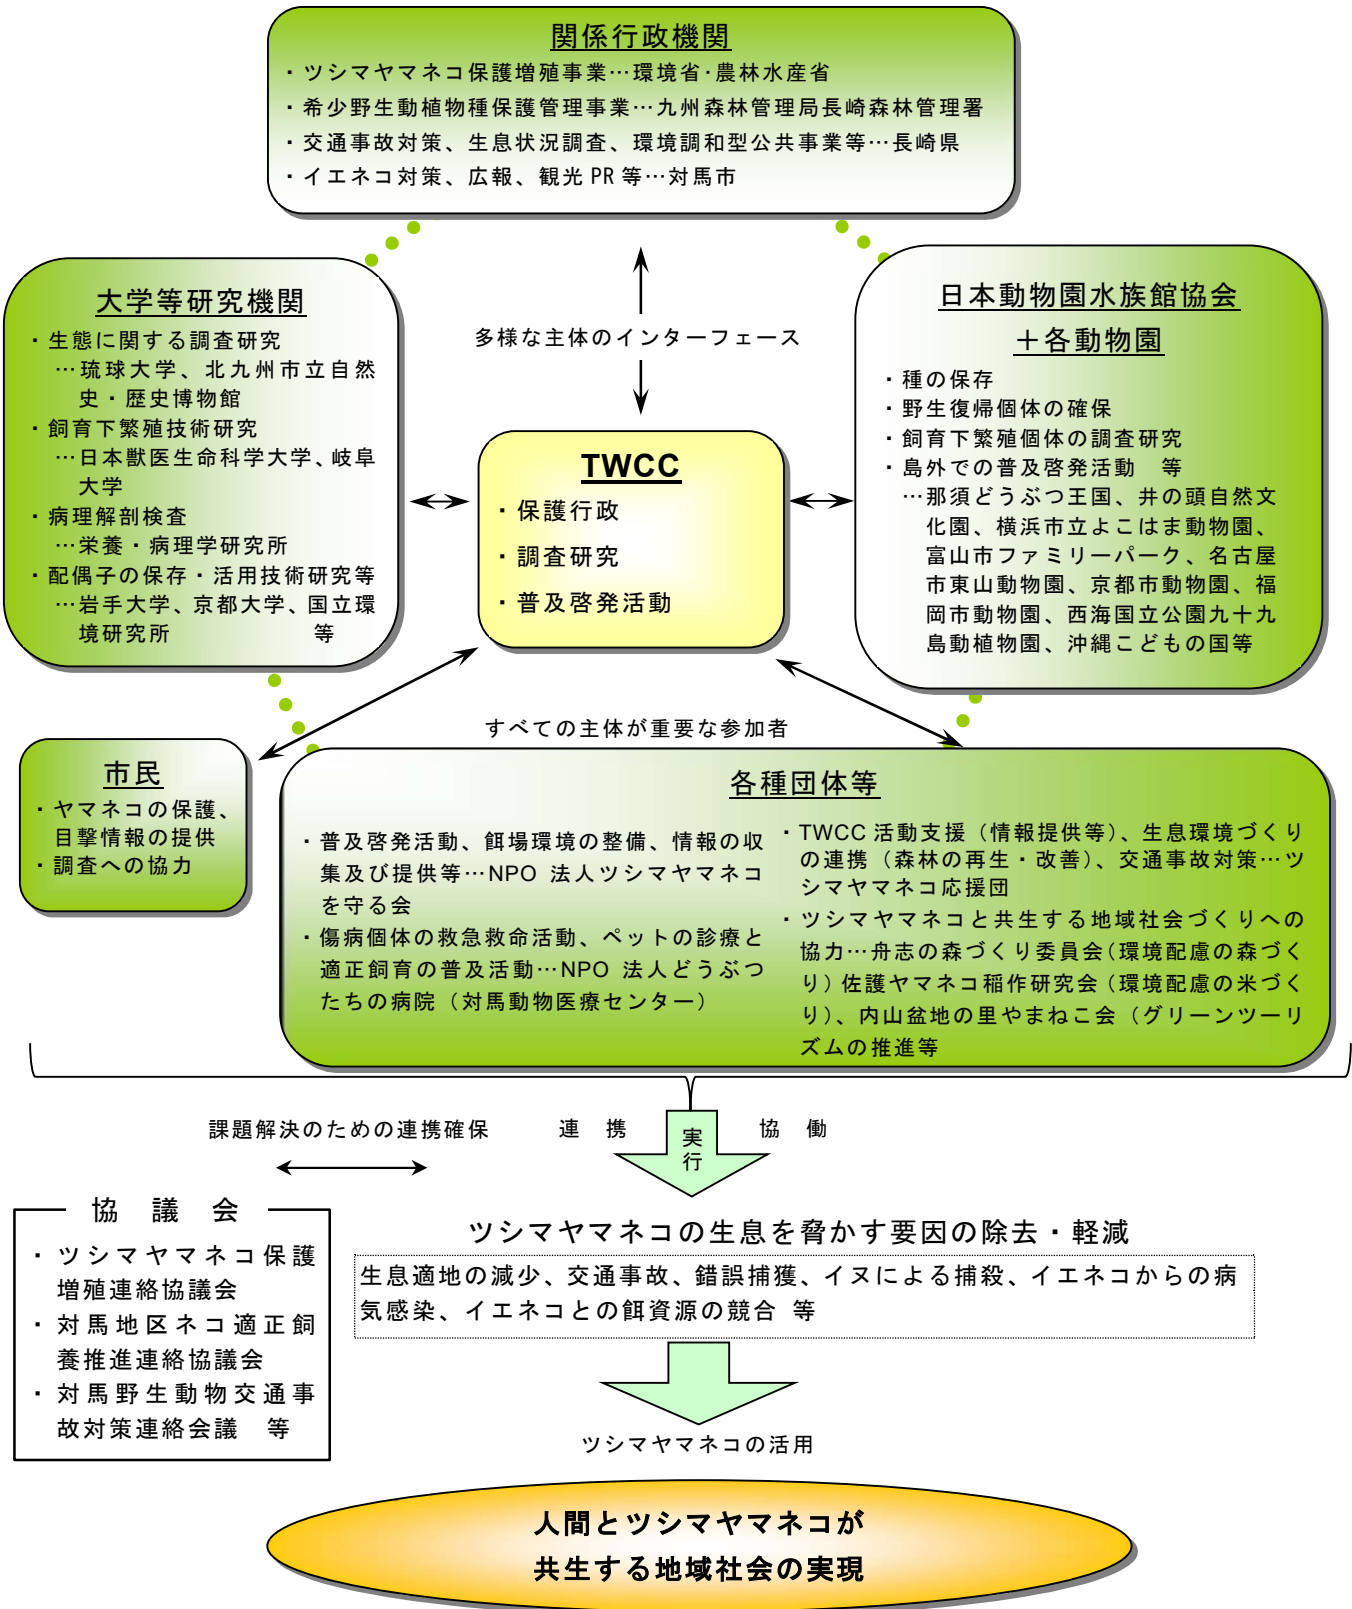 関係行政機関
・ツシマヤマネコ保護増殖事業…環境省・農林水産省
・希少野生動植物種保護管理事業…九州森林管理局長崎森林管理署
・交通事故対策、生息状況調査、環境調和型公共事業等…長崎県
・イエネコ対策、広報、観光PR等…対馬市
大学等研究機関
・生態に関する調査研究
…琉球大学、北九州市立自然
史・歴史博物館
・飼育下繁殖技術研究
…日本獣医生命科学大学、岐阜
大学
・病理解剖検査
…栄養・病理学研究所
・配偶子の保存・活用技術研究等
…岩手大学、京都大学、国立環
境研究所 等
多様な主体のインターフェース
日本動物園水族館協会
＋各動物園
・種の保存
・野生復帰個体の確保
・飼育下繁殖個体の調査研究
・島外での普及啓発活動 等
…那須どうぶつ王国、井の頭自然文
化園、横浜市立よこはま動物園、
富山市ファミリーパーク、名古屋
市東山動物園、京都市動物園、福
岡市動物園、西海国立公園九十九
島動植物園、沖縄こどもの国等
TWCC
・保護行政
・調査研究
・普及啓発活動
すべての主体が重要な参加者
市民
・ヤマネコの保護、
目撃情報の提供
・調査への協力
各種団体等
・普及啓発活動、餌場環境の整備、情報の収
集及び提供等…NPO 法人ツシマヤマネコ
を守る会
・傷病個体の救急救命活動、ペットの診療と
適正飼育の普及活動…NPO 法人どうぶつ
たちの病院（対馬動物医療センター）
・TWCC 活動支援（情報提供等）、生息環境づくり
の連携（森林の再生・改善）、交通事故対策…ツ
シマヤマネコ応援団
・ツシマヤマネコと共生する地域社会づくりへの
協力…舟志の森づくり委員会（環境配慮の森づく
り）佐護ヤマネコ稲作研究会（環境配慮の米づく
り）、内山盆地の里やまねこ会（グリーンツーリ
ズムの推進等
課題解決のための連携確保
連 携
実
行
協 働
協 議 会
・ツシマヤマネコ保護
増殖連絡協議会
・対馬地区ネコ適正飼
養推進連絡協議会
・対馬野生動物交通事
故対策連絡会議 等
ツシマヤマネコの生息を脅かす要因の除去・軽減
生息適地の減少、交通事故、錯誤捕獲、イヌによる捕殺、イエネコからの病
気感染、イエネコとの餌資源の競合 等
ツシマヤマネコの活用
人間とツシマヤマネコが
共生する地域社会の実現